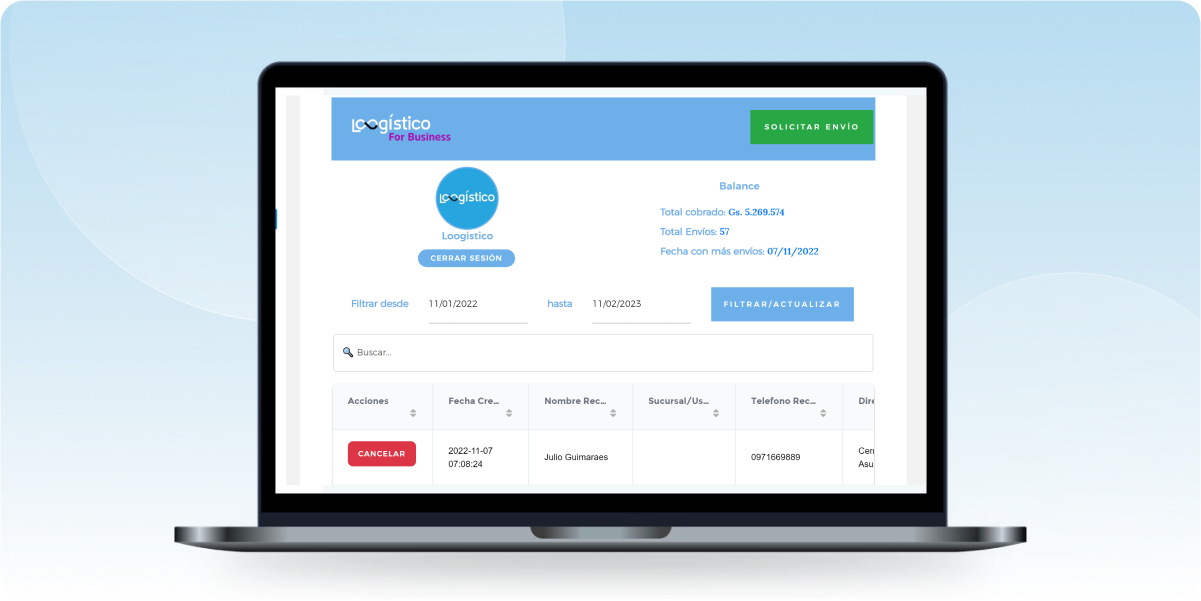 Loogístico
For Business
SOLICITAR ENVÍO
Loogístico
Loogistico
CERRAR SESIÓN
Balance
Total cobrado: Gs. 5.269.574
Total Envíos: 57
Fecha con más envíos: 07/11/2022
Filtrar desde 11/01/2022 hasta 11/02/2023 FILTRAR/ACTUALIZAR
Buscar...
Acciones Fecha Cre... Nombre Rec... Sucursal/Us... Telefono Rec... Dire
CANCELAR 2022-11-07 07:08:24 Julio Guimaraes 0971669889
Asu